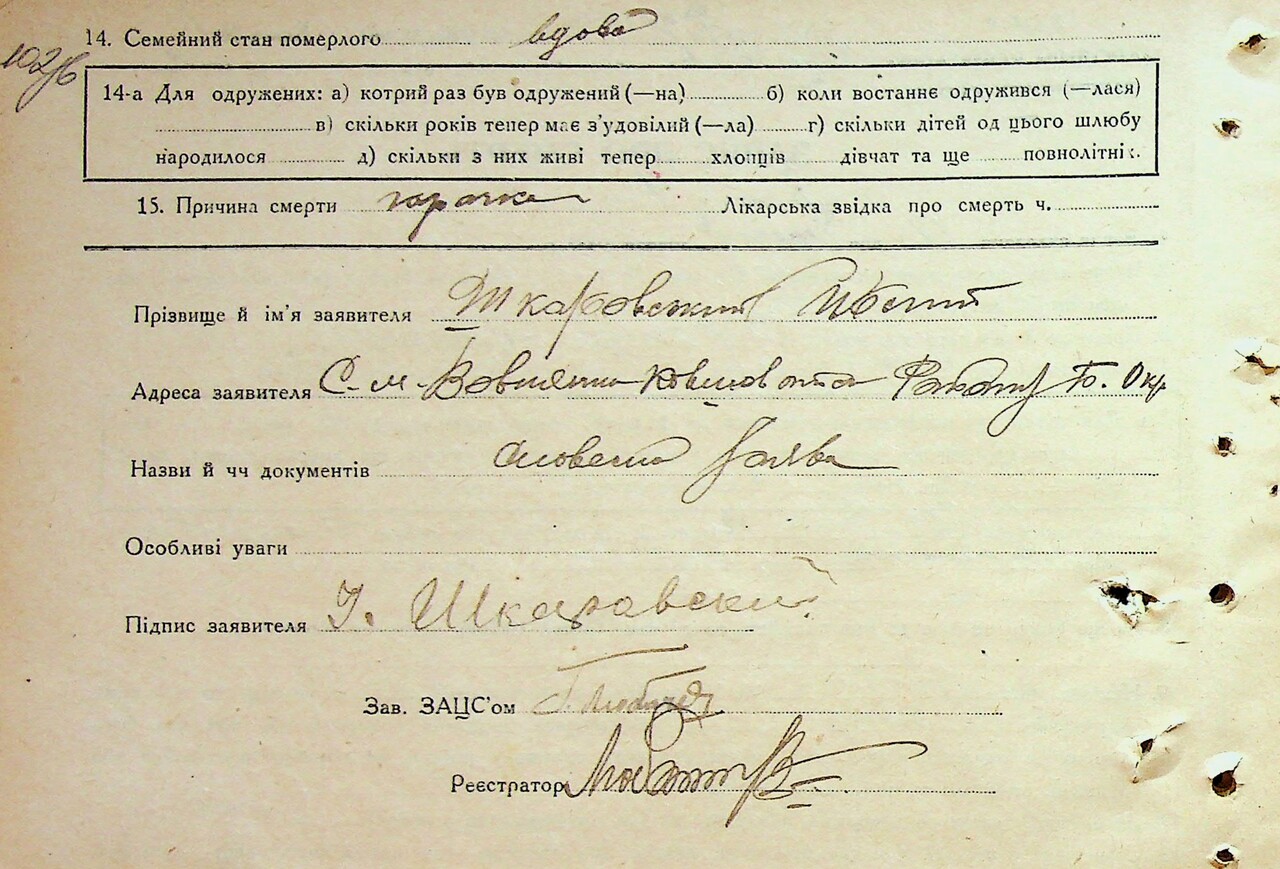 14. Семейний стан померлого вдова
14-а Для одружених: а) котрий раз був одружений (—на) б) коли востаннє одружився (—лася)
в) скільки років тепер має з'удовілий (—ла) г) скільки дітей од цього шлюбу
народилося д) скільки з них живі тепер хлопців дівчат та ще повнолітніх.
15. Причина смерти горячка Лікарська звідка про смерть ч.
Прізвище й ім'я заявителя Шкаровский
Адреса заявителя С-м. Окр
Назви й чч документів словесна заява
Особливі уваги
Підпис заявителя Шкаровский
Зав. ЗАЦС'ом
Реєстратор